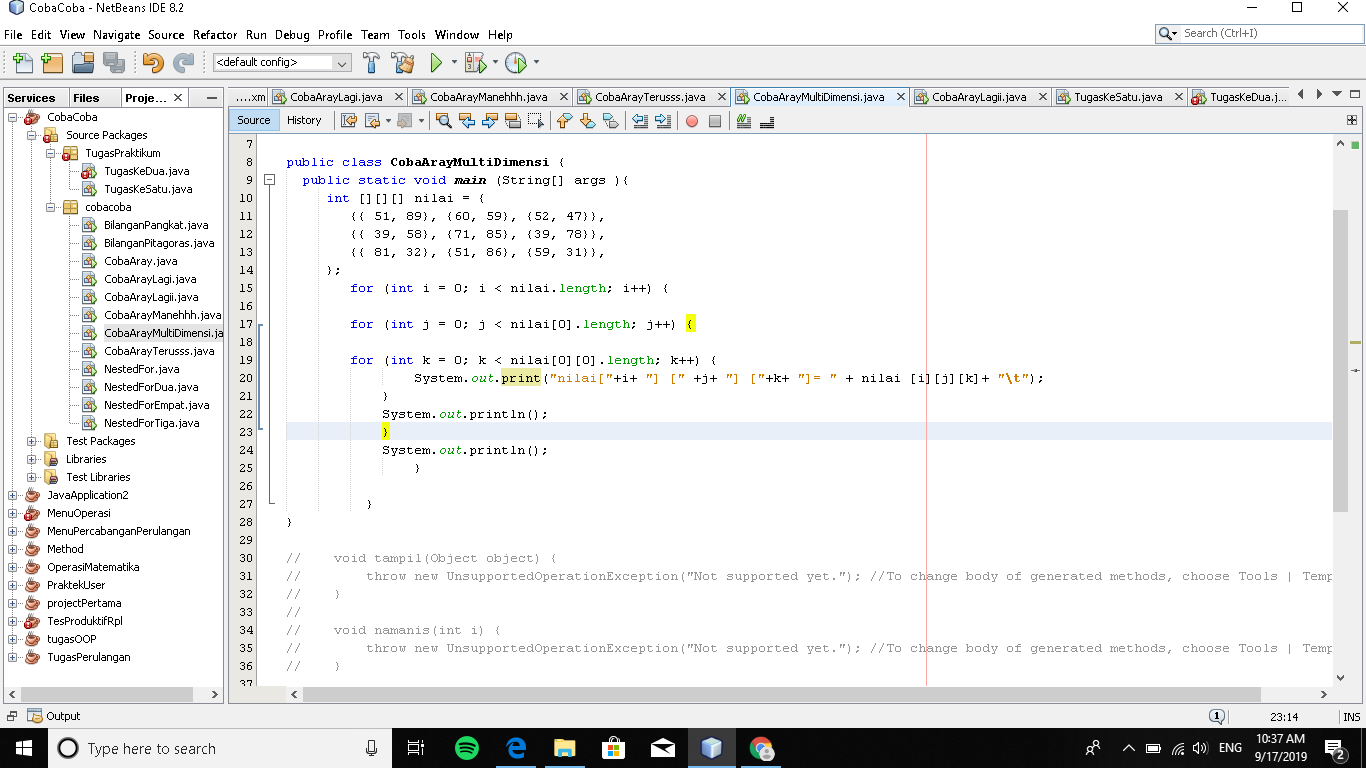 CobaCoba - NetBeans IDE 8.2
File Edit View Navigate Source Refactor Run Debug Profile Team Tools Window Help
Search (Ctrl+I)
<default config>
Services Files Proje...
....xm CobaArayLagi.java CobaArayManehhh.java CobaArayTerusss.java CobaArayMultiDimensi.java CobaArayLagii.java TugasKeSatu.java TugasKeDua.j...
Source History
CobaCoba
Source Packages
TugasPraktikum
TugasKeDua.java
TugasKeSatu.java
cobacoba
BilanganPangkat.java
BilanganPitagoras.java
CobaAray.java
CobaArayLagi.java
CobaArayLagii.java
CobaArayManehhh.java
CobaArayMultiDimensi.ja
CobaArayTerusss.java
NestedFor.java
NestedForDua.java
NestedForEmpat.java
NestedForTiga.java
Test Packages
Libraries
Test Libraries
JavaApplication2
MenuOperasi
MenuPercabanganPerulangan
Method
OperasiMatematika
PraktekUser
projectPertama
TesProduktifRpl
tugasOOP
TugasPerulangan
7
8 public class CobaArayMultiDimensi {
9 public static void main (String[] args ){
10 int [][][] nilai = {
11 {{ 51, 89}, {60, 59}, {52, 47}},
12 {{ 39, 58}, {71, 85}, {39, 78}},
13 {{ 81, 32}, {51, 86}, {59, 31}},
14 };
15 for (int i = 0; i < nilai.length; i++) {
16
17 for (int j = 0; j < nilai[0].length; j++) {
18
19 for (int k = 0; k < nilai[0][0].length; k++) {
20 System.out.print("nilai["+i+ "] [" +j+ "] ["+k+ "]= " + nilai [i][j][k]+ "\t");
21 }
22 System.out.println();
23 }
24 System.out.println();
25 }
26
27 }
28 }
29
30 // void tampil(Object object) {
31 // throw new UnsupportedOperationException("Not supported yet."); //To change body of generated methods, choose Tools | Temp
32 // }
33 //
34 // void namanis(int i) {
35 // throw new UnsupportedOperationException("Not supported yet."); //To change body of generated methods, choose Tools | Temp
36 // }
37
Output
1 23:14 INS
Type here to search
ENG
10:37 AM
9/17/2019
2